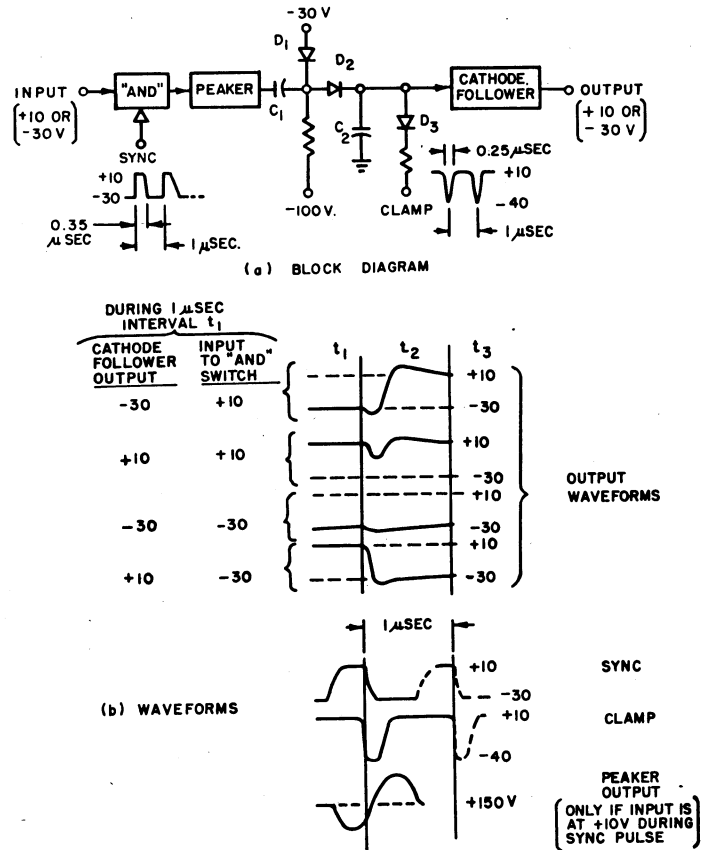 -30 V
D1
D2
INPUT
(+10 OR
-30 V)
"AND"
PEAKER
C1
C2
D3
CATHODE
FOLLOWER
OUTPUT
(+ 10 OR
- 30 V)
SYNC
+10
-30
0.35
µSEC
1 µSEC.
-100 V.
CLAMP
0.25 µSEC
+10
- 40
1 µSEC
(a) BLOCK DIAGRAM
DURING 1 µSEC
INTERVAL t1
CATHODE
FOLLOWER
OUTPUT
INPUT
TO "AND"
SWITCH
t1
t2
t3
-30
+10
+10
-30
+10
+10
+10
-30
-30
-30
+10
-30
+10
-30
+10
-30
OUTPUT
WAVEFORMS
1 µSEC
(b) WAVEFORMS
+10
-30
SYNC
+10
-40
CLAMP
+150 V
PEAKER
OUTPUT
(ONLY IF INPUT IS
AT +10V DURING
SYNC PULSE)